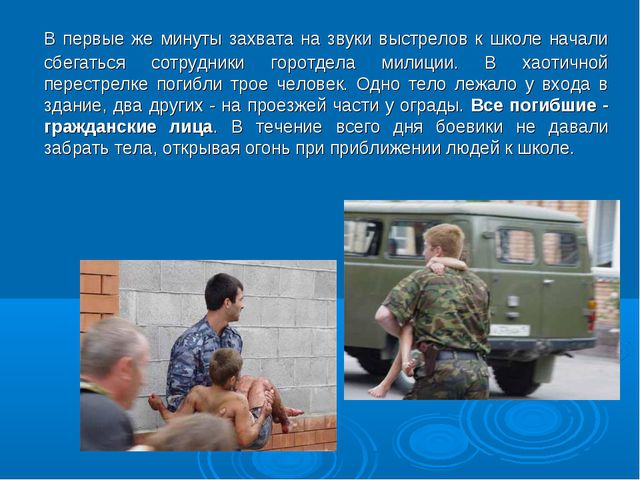 В первые же минуты захвата на звуки выстрелов к школе начали
сбегаться сотрудники горотдела милиции. В хаотичной
перестрелке погибли трое человек. Одно тело лежало у входа в
здание, два других - на проезжей части у ограды. Все погибшие -
гражданские лица. В течение всего дня боевики не давали
забрать тела, открывая огонь при приближении людей к школе.